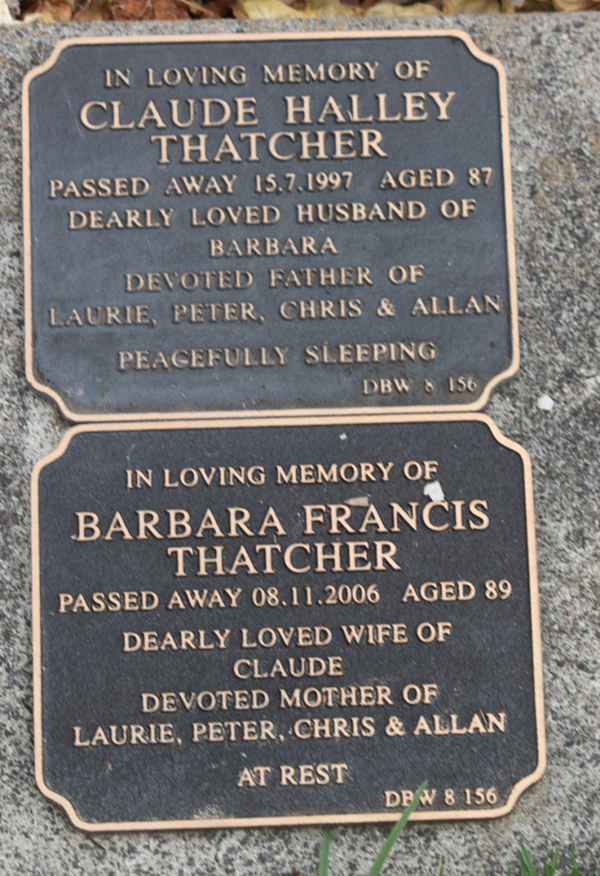 IN LOVING MEMORY OF
CLAUDE HALLEY
THATCHER
PASSED AWAY 15.7.1997 AGED 87
DEARLY LOVED HUSBAND OF
BARBARA
DEVOTED FATHER OF
LAURIE, PETER, CHRIS & ALLAN
PEACEFULLY SLEEPING
DBW 8 156
IN LOVING MEMORY OF
BARBARA FRANCIS
THATCHER
PASSED AWAY 08.11.2006 AGED 89
DEARLY LOVED WIFE OF
CLAUDE
DEVOTED MOTHER OF
LAURIE, PETER, CHRIS & ALLAN
AT REST
DBW 8 156